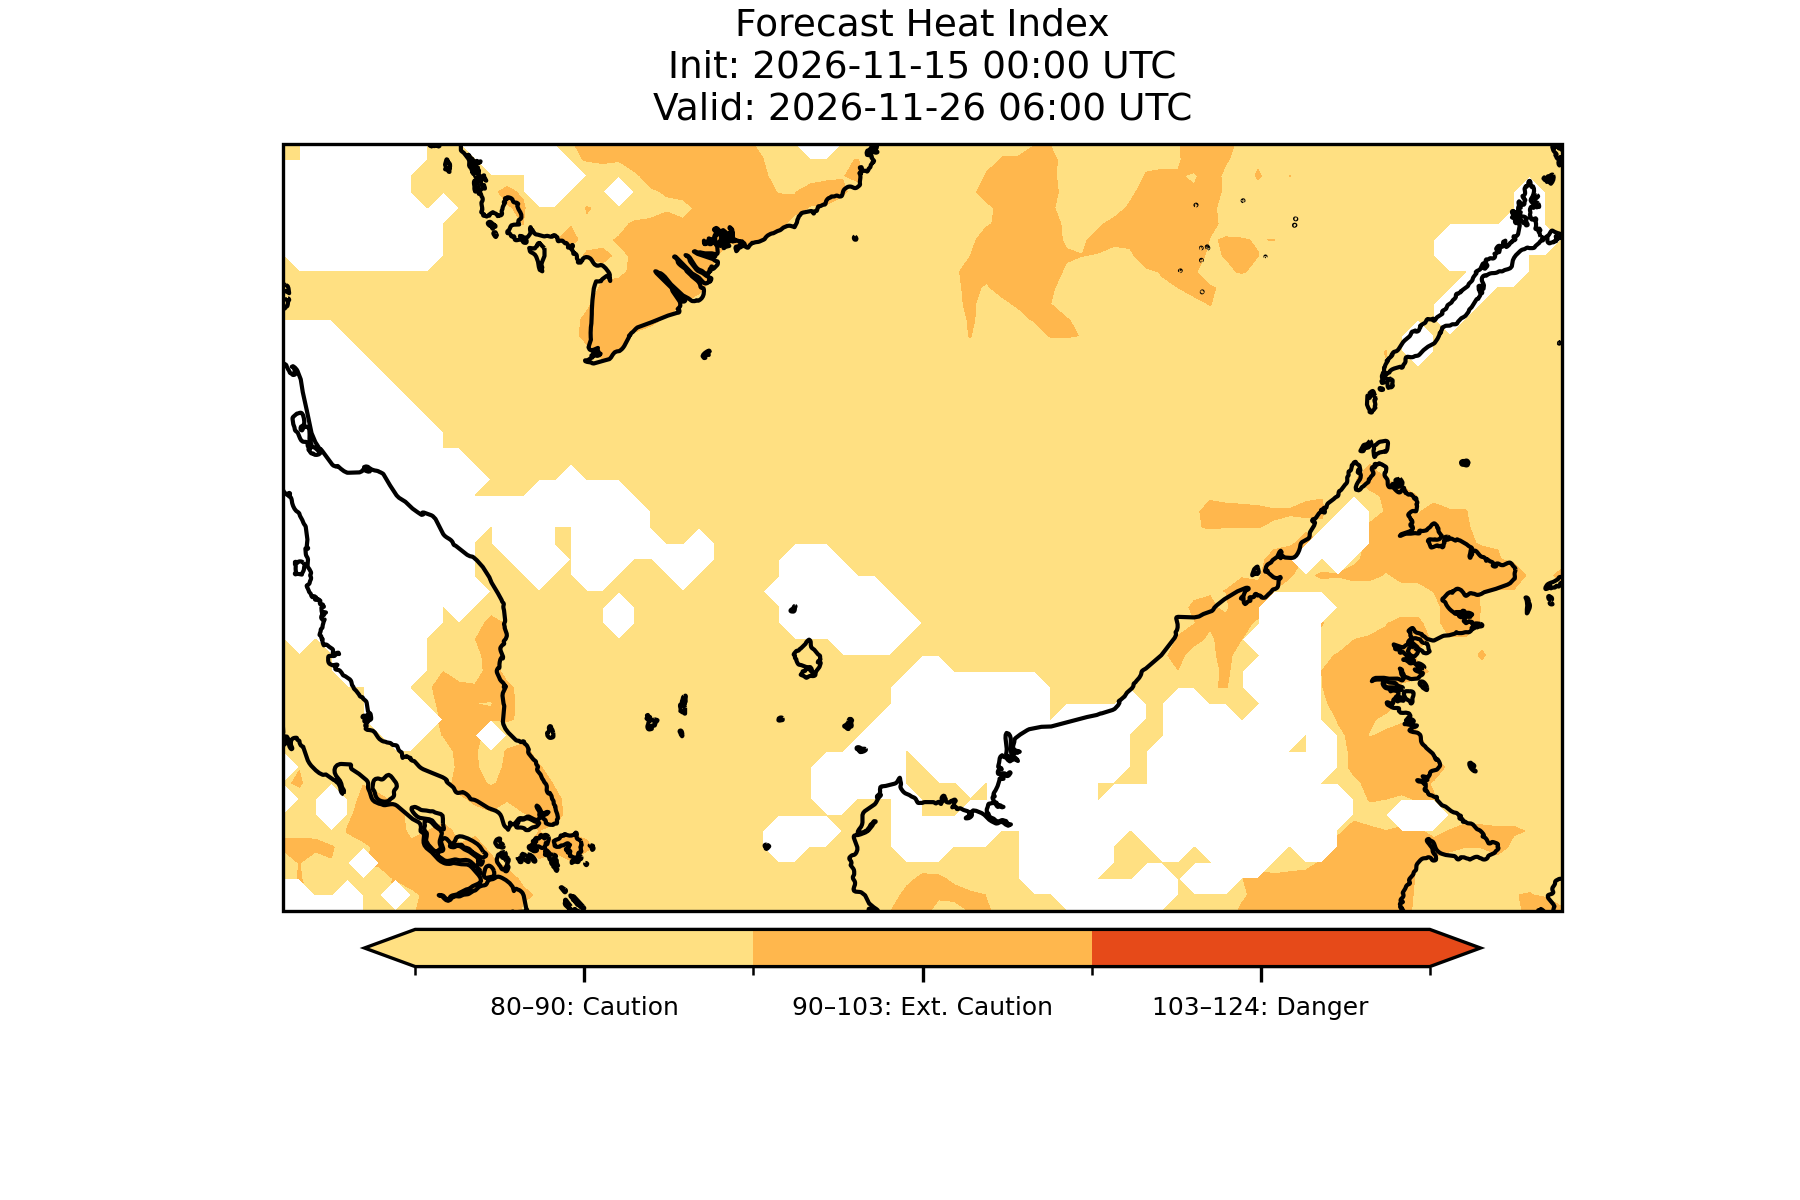 Forecast Heat Index
Init: 2026-11-15 00:00 UTC
Valid: 2026-11-26 06:00 UTC
80–90: Caution
90–103: Ext. Caution
103–124: Danger